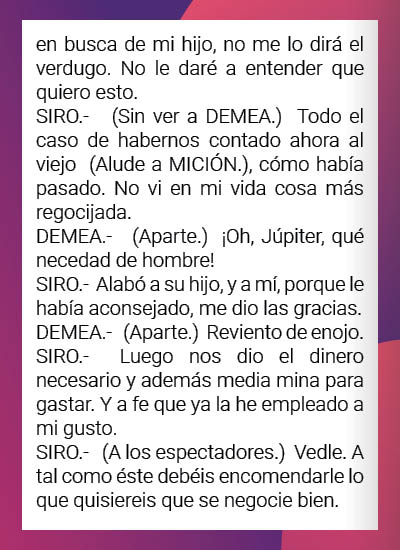 en busca de mi hijo, no me lo dirá el
verdugo. No le daré a entender que
quiero esto.
SIRO.- (Sin ver a DEMEA.) Todo el
caso de habernos contado ahora al
viejo (Alude a MICIÓN.), cómo había
pasado. No vi en mi vida cosa más
regocijada.
DEMEA.- (Aparte.) ¡Oh, Júpiter, qué
necedad de hombre!
SIRO.- Alabó a su hijo, y a mí, porque le
había aconsejado, me dio las gracias.
DEMEA.- (Aparte.) Reviento de enojo.
SIRO.- Luego nos dio el dinero
necesario y además media mina para
gastar. Y a fe que ya la he empleado a
mi gusto.
SIRO.- (A los espectadores.) Vedle. A
tal como éste debéis encomendarle lo
que quisiereis que se negocie bien.